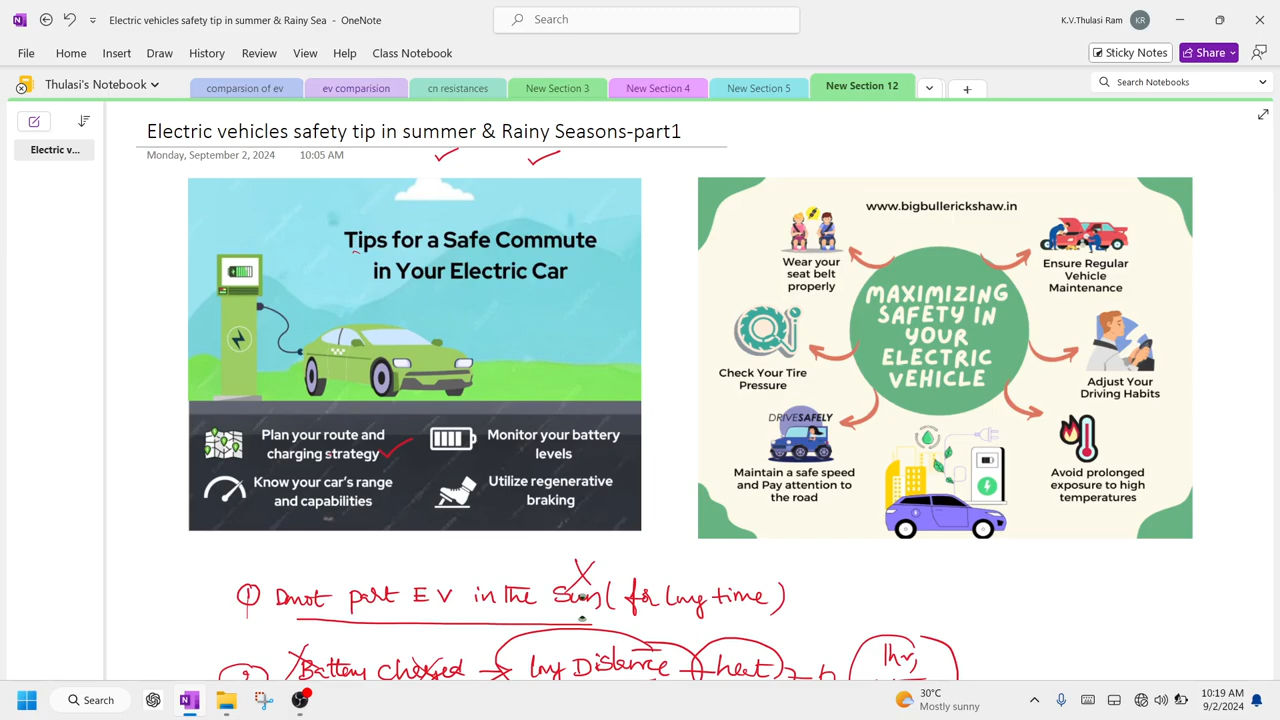 Electric vehicles safety tip in summer & Rainy Sea - OneNote
Search
K.V.Thulasi Ram
KR
File Home Insert Draw History Review View Help Class Notebook
Sticky Notes
Share
Thulasi's Notebook
comparsion of ev
ev comparision
cn resistances
New Section 3
New Section 4
New Section 5
New Section 12
Search Notebooks
Electric v...
Electric vehicles safety tip in summer & Rainy Seasons-part1
Monday, September 2, 2024 10:05 AM
Tips for a Safe Commute
in Your Electric Car
Plan your route and
charging strategy
Monitor your battery
levels
Know your car's range
and capabilities
Utilize regenerative
braking
www.bigbullerickshaw.in
Wear your
seat belt
properly
Ensure Regular
Vehicle
Maintenance
MAXIMIZING
SAFETY IN
YOUR
ELECTRIC
VEHICLE
Check Your Tire
Pressure
Adjust Your
Driving Habits
DRIVESAFELY
Maintain a safe speed
and Pay attention to
the road
Avoid prolonged
exposure to high
temperatures
① Donot part EV in the Sun (for long time)
Battery charged → long Distance → heat → 1hr,
Search
30°C
Mostly sunny
10:19 AM
9/2/2024